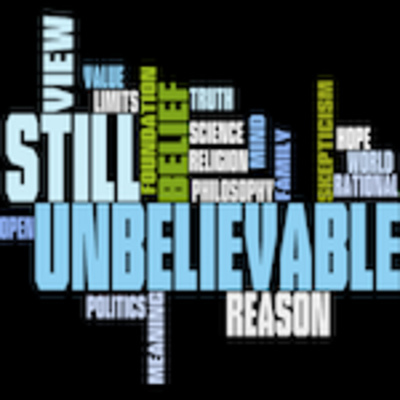 VIEW
VALUE
LIMITS
STILL
FOUNDATION
BELIEF
TRUTH
SCIENCE
RELIGION
PHILOSOPHY
MIND
FAMILY
SKEPTICISM
HOPE
WORLD
RATIONAL
OPEN
UNBELIEVABLE
POLITICS
MEANING
REASON